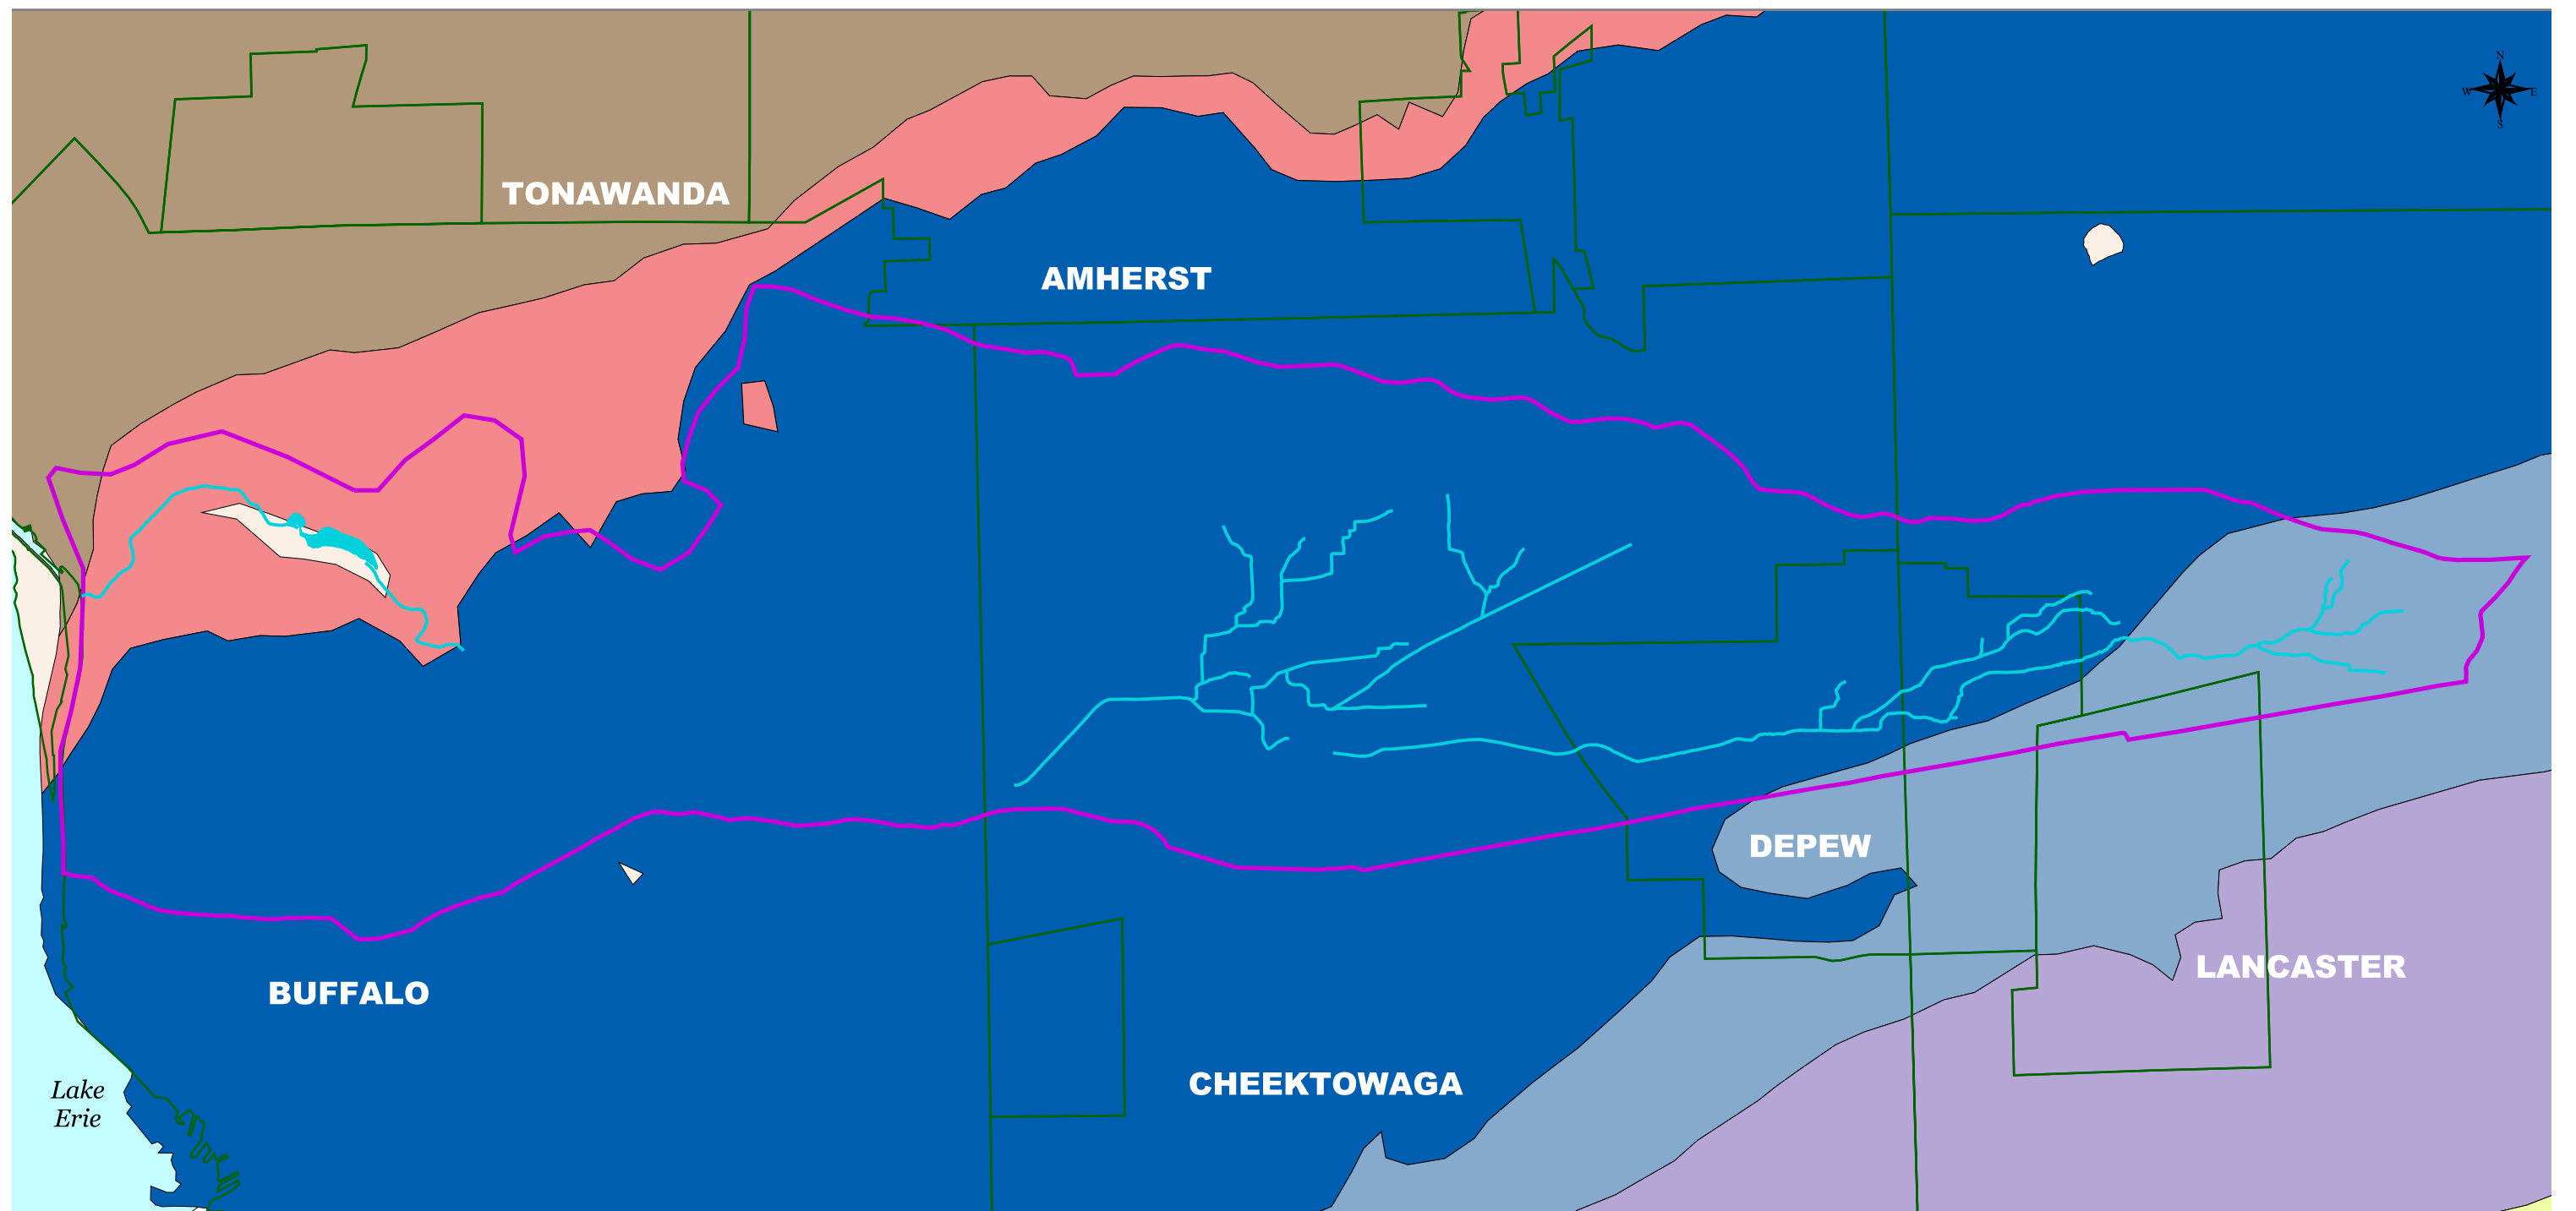 N
W E
S
TONAWANDA
AMHERST
DEPEW
LANCASTER
BUFFALO
CHEEKTOWAGA
Lake
Erie